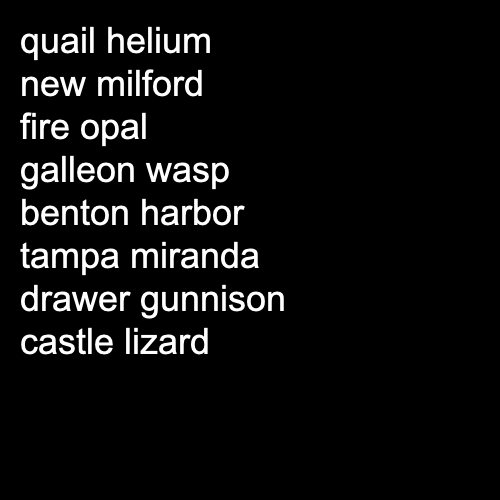 quail helium
new milford
fire opal
galleon wasp
benton harbor
tampa miranda
drawer gunnison
castle lizard